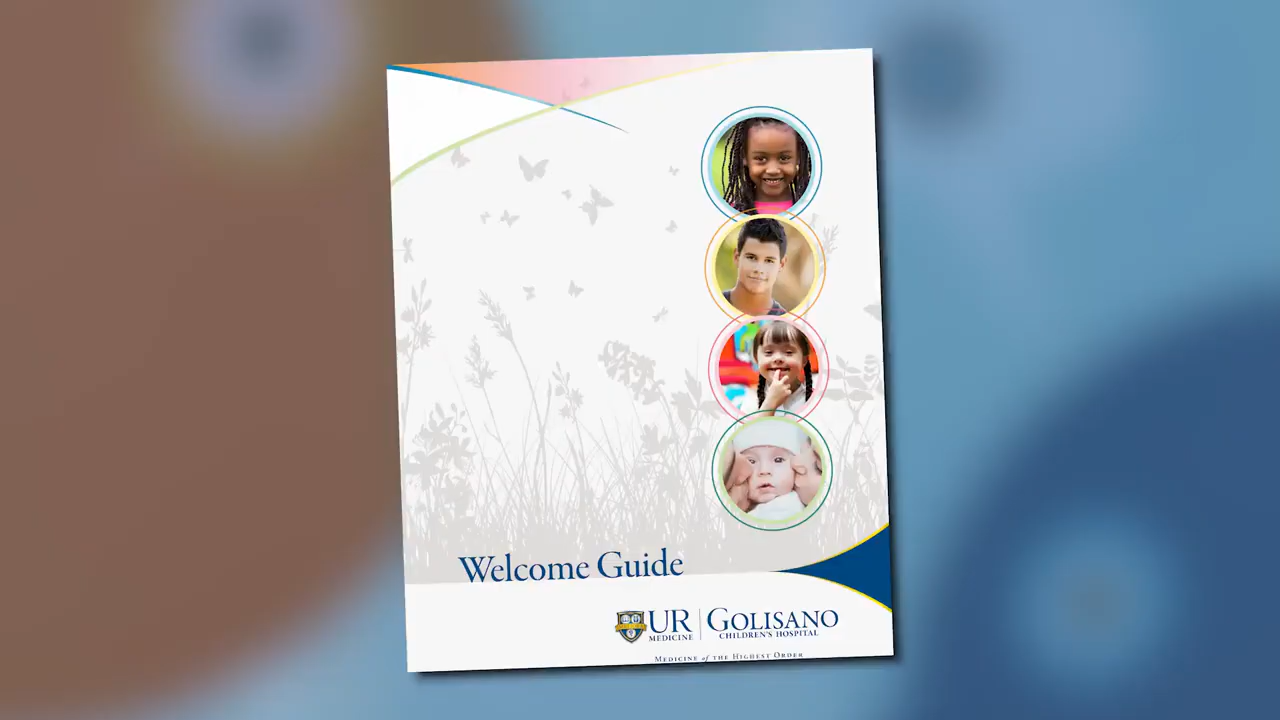 Welcome Guide
UR MEDICINE
GOLISANO CHILDREN'S HOSPITAL
MEDICINE of THE HIGHEST ORDER